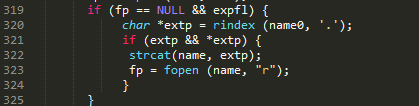 319 if (fp == NULL && expfl) {
320 char *extp = rindex (name0, '.');
321 if (extp && *extp) {
322 strcat(name, extp);
323 fp = fopen (name, "r");
324 }
325 }